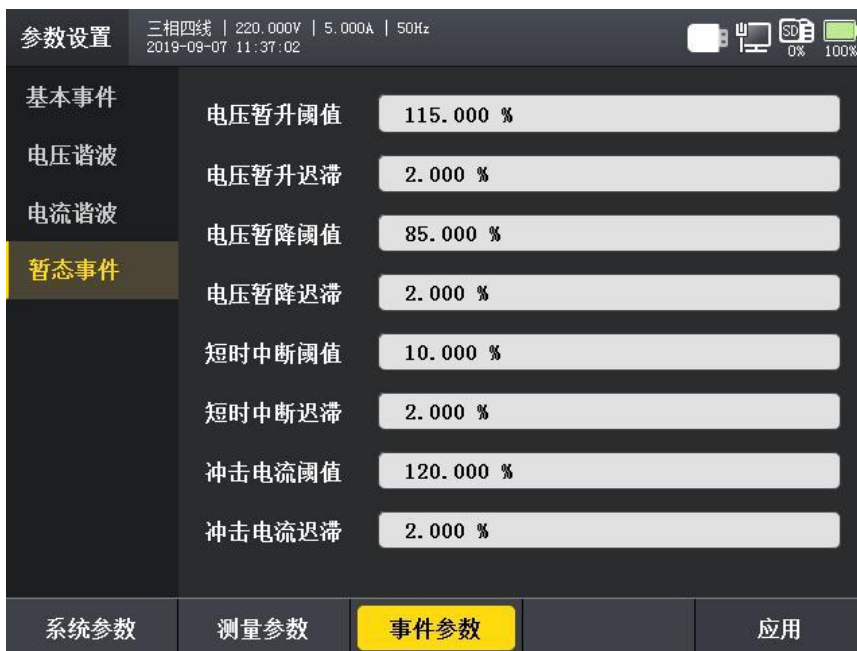 参数设置
三相四线 | 220.000V | 5.000A | 50Hz
2019-09-07 11:37:02
SD
0%
100%
基本事件
电压谐波
电流谐波
暂态事件
电压暂升阈值 115.000 %
电压暂升迟滞 2.000 %
电压暂降阈值 85.000 %
电压暂降迟滞 2.000 %
短时中断阈值 10.000 %
短时中断迟滞 2.000 %
冲击电流阈值 120.000 %
冲击电流迟滞 2.000 %
系统参数 测量参数 事件参数 应用